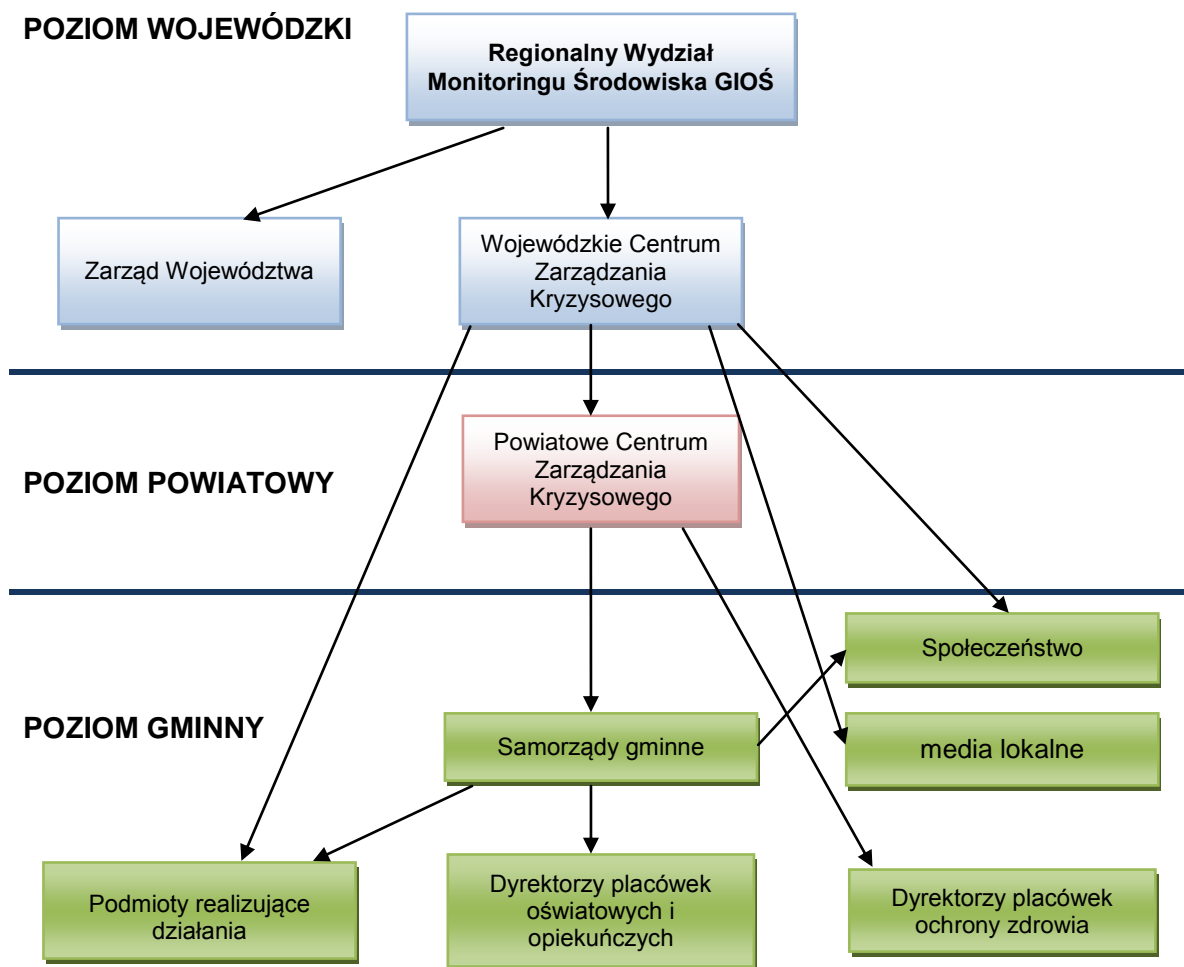 POZIOM WOJEWÓDZKI
Regionalny Wydział
Monitoringu Środowiska GIOŚ
Zarząd Województwa
Wojewódzkie Centrum
Zarządzania
Kryzysowego
POZIOM POWIATOWY
Powiatowe Centrum
Zarządzania
Kryzysowego
POZIOM GMINNY
Społeczeństwo
Samorządy gminne
media lokalne
Podmioty realizujące
działania
Dyrektorzy placówek
oświatowych i
opiekuńczych
Dyrektorzy placówek
ochrony zdrowia